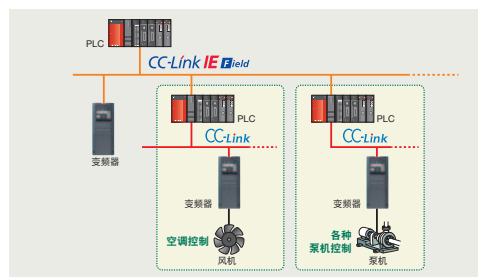 PLC
CC-Link IE Field
PLC
PLC
CC-Link
CC-Link
变频器
变频器
变频器
空调控制
风机
各种
泵机控制
泵机